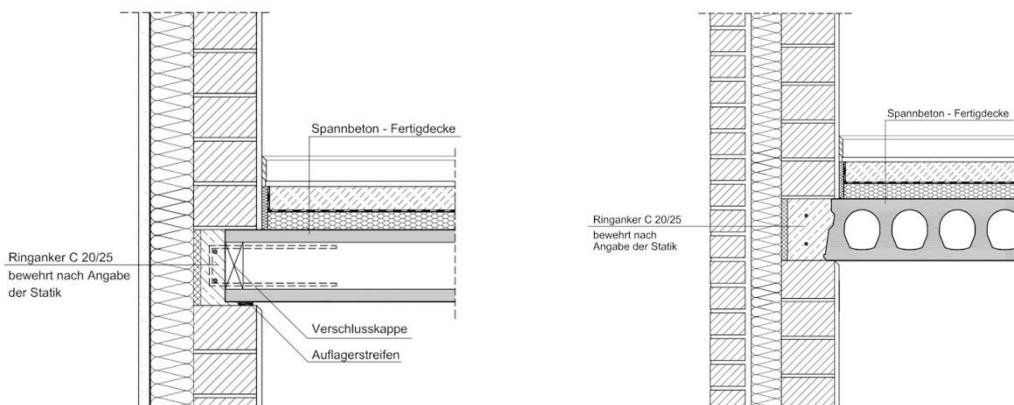 Spannbeton - Fertigdecke
Ringanker C 20/25
bewehrt nach Angabe
der Statik
Verschlusskappe
Auflagerstreifen
Spannbeton - Fertigdecke
Ringanker C 20/25
bewehrt nach
Angabe der Statik